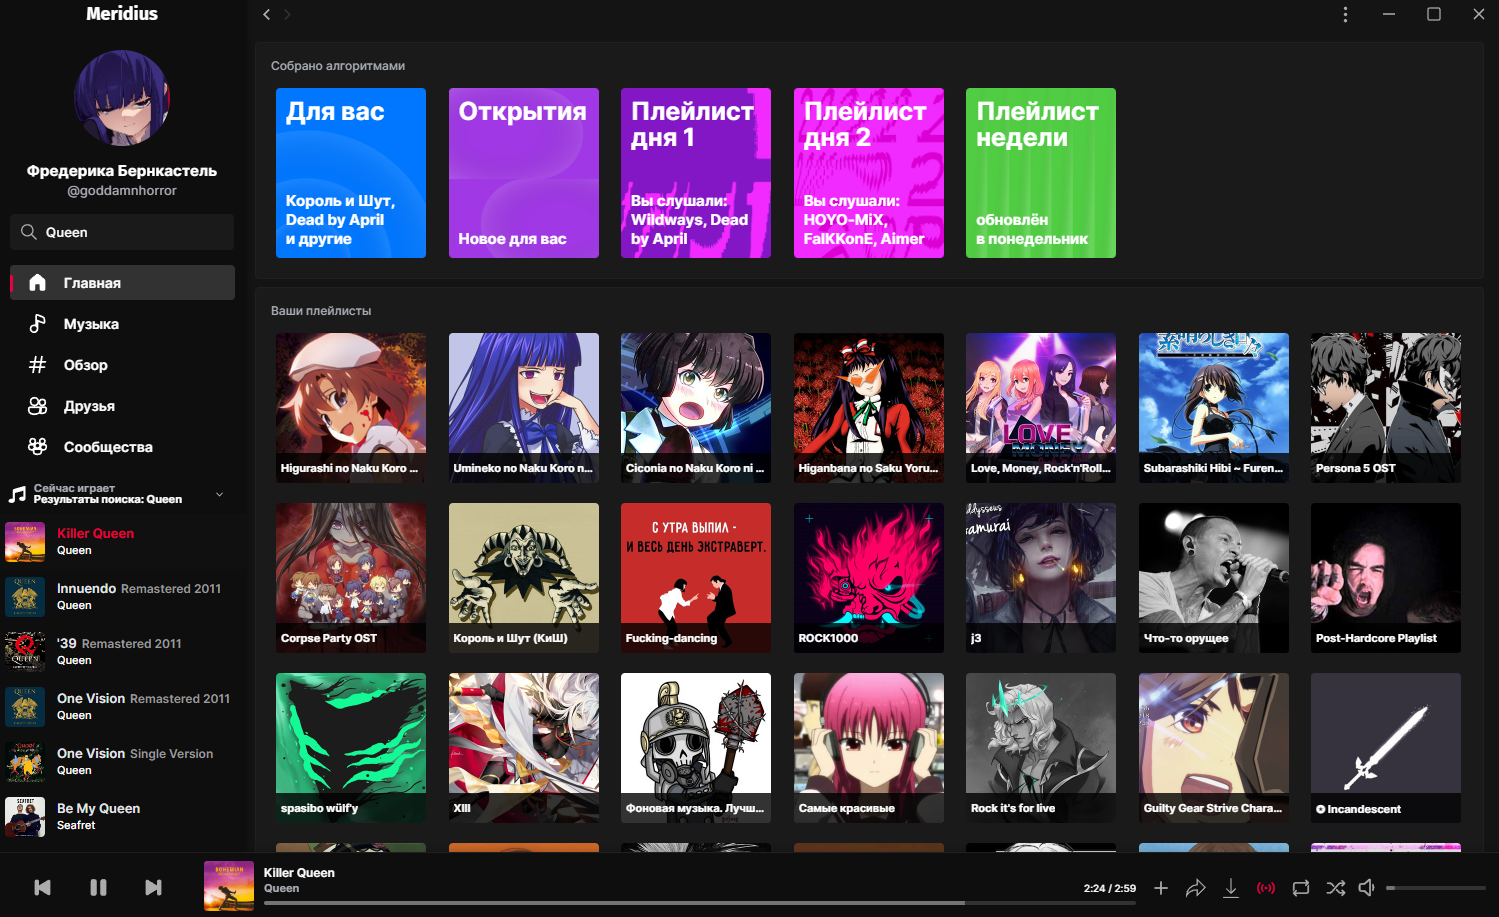 Meridius
Фредерика Бернкастель
@goddamnhorror
Queen
Главная
Музыка
Обзор
Друзья
Сообщества
Сейчас играет
Результаты поиска: Queen
Killer Queen
Queen
Innuendo Remastered 2011
Queen
'39 Remastered 2011
Queen
One Vision Remastered 2011
Queen
One Vision Single Version
Queen
SEAFRET
Be My Queen
Seafret
Собрано алгоритмами
Для вас
Король и Шут,
Dead by April
и другие
Открытия
Новое для вас
Плейлист
дня 1
Вы слушали:
Wildways, Dead
by April
Плейлист
дня 2
Вы слушали:
HOYO-MiX,
FalKKonE, Aimer
Плейлист
недели
обновлён
в понедельник
Ваши плейлисты
Higurashi no Naku Koro ...
Umineko no Naku Koro n...
Ciconia no Naku Koro ni ...
Higanbana no Saku Yoru...
LOVE
MONEY
Love, Money, Rock'n'Roll...
Subarashiki Hibi ~ Furen...
Persona 5 OST
Corpse Party OST
Король и Шут (КиШ)
С УТРА ВЫПИЛ -
И ВЕСЬ ДЕНЬ ЭКСТРАВЕРТ.
Fucking-dancing
ROCK1000
ddysseus
amurai
j3
Что-то орущее
Post-Hardcore Playlist
spasibo wülf'y
XIII
Фоновая музыка. Лучш...
Самые красивые
Rock it's for live
Guilty Gear Strive Chara...
Incandescent
BOHEMIAN
Killer Queen
Queen
2:24 / 2:59